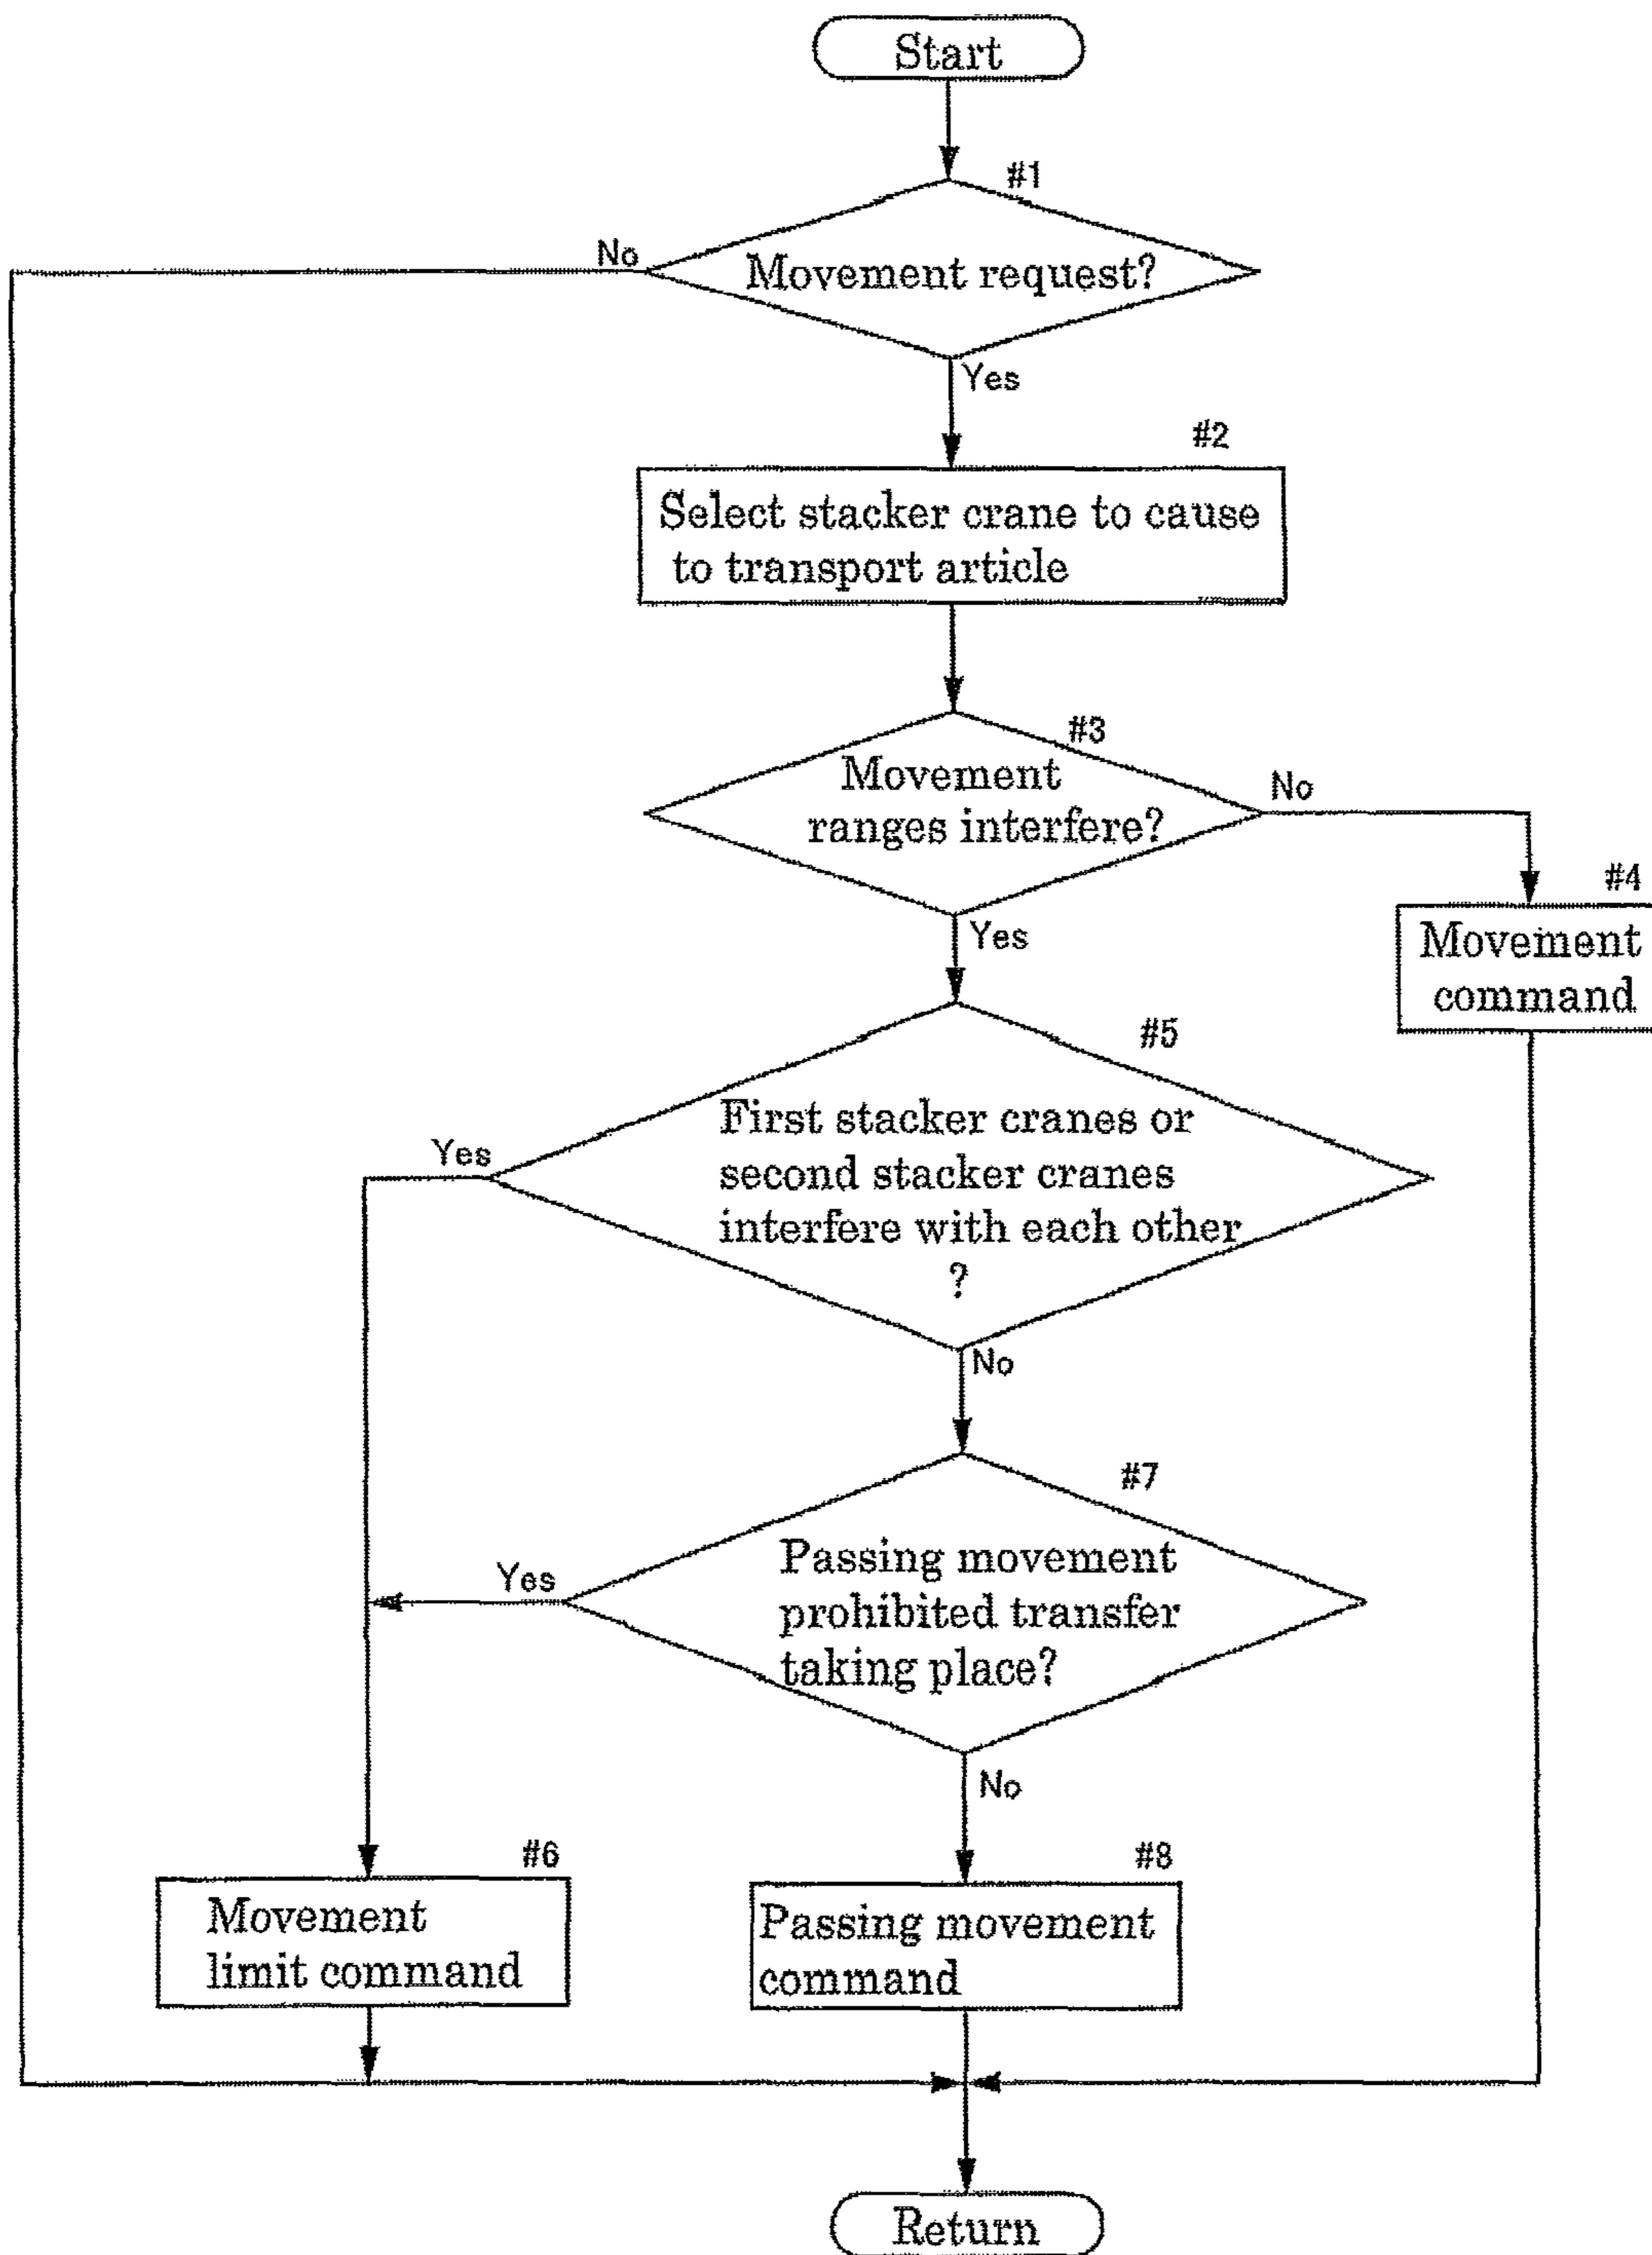 Start
#1
No
Movement request?
Yes
#2
Select stacker crane to cause
to transport article
#3
Movement
ranges interfere?
No
#4
Movement
command
Yes
#5
First stacker cranes or
second stacker cranes
interfere with each other
?
Yes
No
#7
Passing movement
prohibited transfer
taking place?
Yes
No
#6
Movement
limit command
#8
Passing movement
command
Return